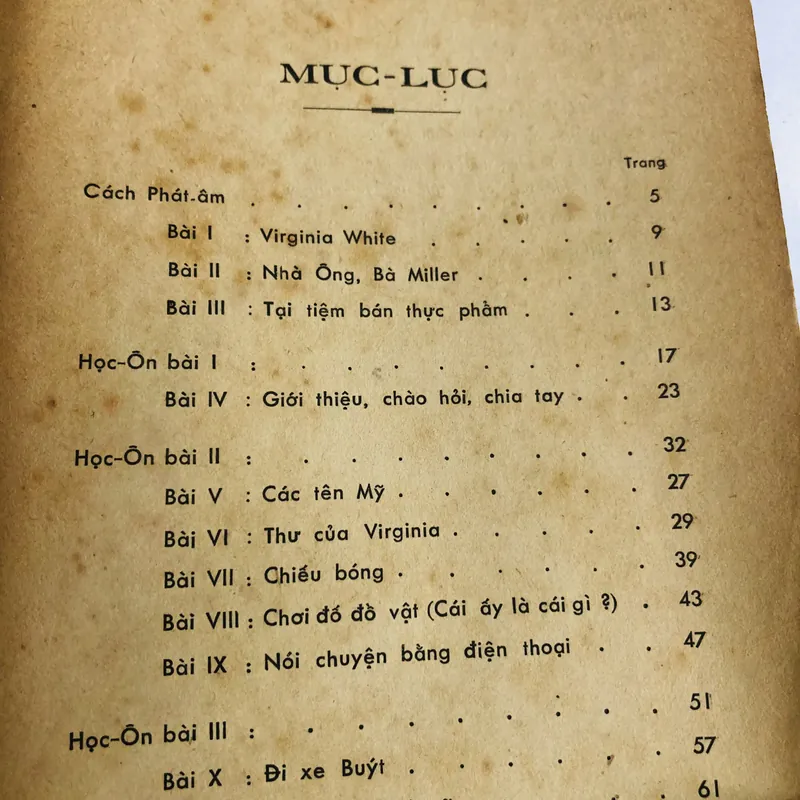 MỤC-LỤC
Trang
Cách Phát-âm . . . . . . . . 5
Bài I : Virginia White . . . . . 9
Bài II : Nhà Ông, Bà Miller . . . . 11
Bài III : Tại tiệm bán thực phẩm . . . 13
Học-Ôn bài I : . . . . . . . . 17
Bài IV : Giới thiệu, chào hỏi, chia tay . . 23
Học-Ôn bài II : . . . . . . . . 32
Bài V : Các tên Mỹ . . . . . . 27
Bài VI : Thư của Virginia . . . . . 29
Bài VII : Chiếu bóng . . . . . . 39
Bài VIII : Chơi đố đồ vật (Cái ấy là cái gì ?) . 43
Bài IX : Nói chuyện bằng điện thoại . . 47
Học-Ôn bài III : . . . . . . . . 51
Bài X : Đi xe Buýt . . . . . . 57
61